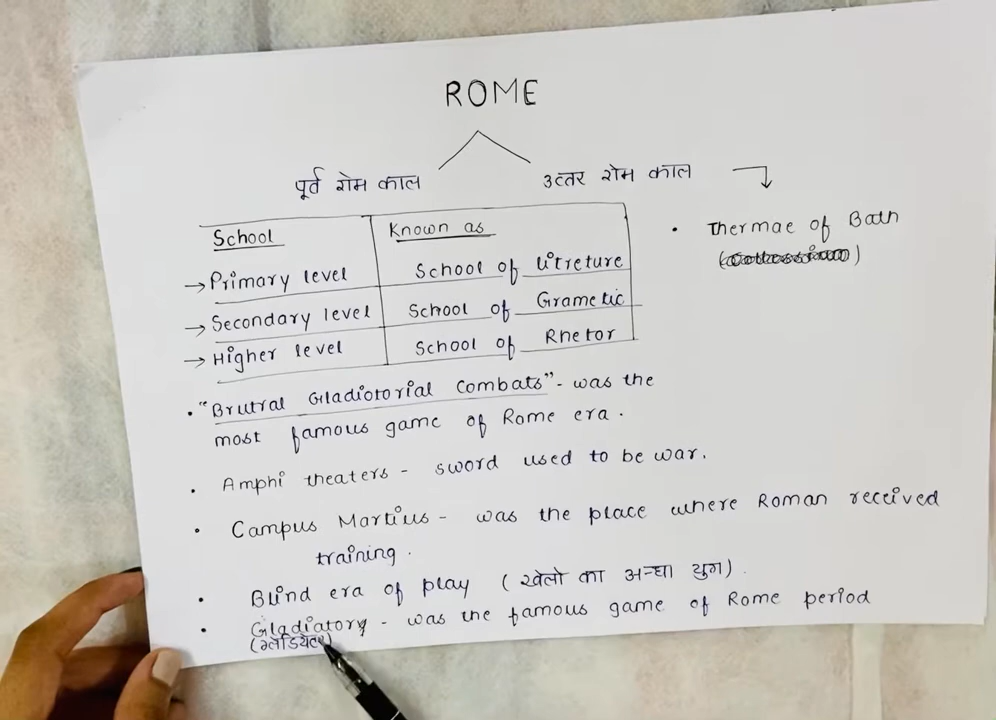 ROME
पूर्व रोम काल
उत्तर रोम काल
School Known as
→ Primary level School of litreture
→ Secondary level School of Grametic
→ Higher level School of Rhetor
• Thermae of Bath
• "Brutral Gladiotorial Combats" - was the
most famous game of Rome era.
• Amphi theaters - sword used to be war.
• Campus Martius - was the place where Roman received
training.
• Blind era of play (खेलो का अन्धा युग).
• Gladiatory - was the famous game of Rome period
(ग्लेडियेटर)